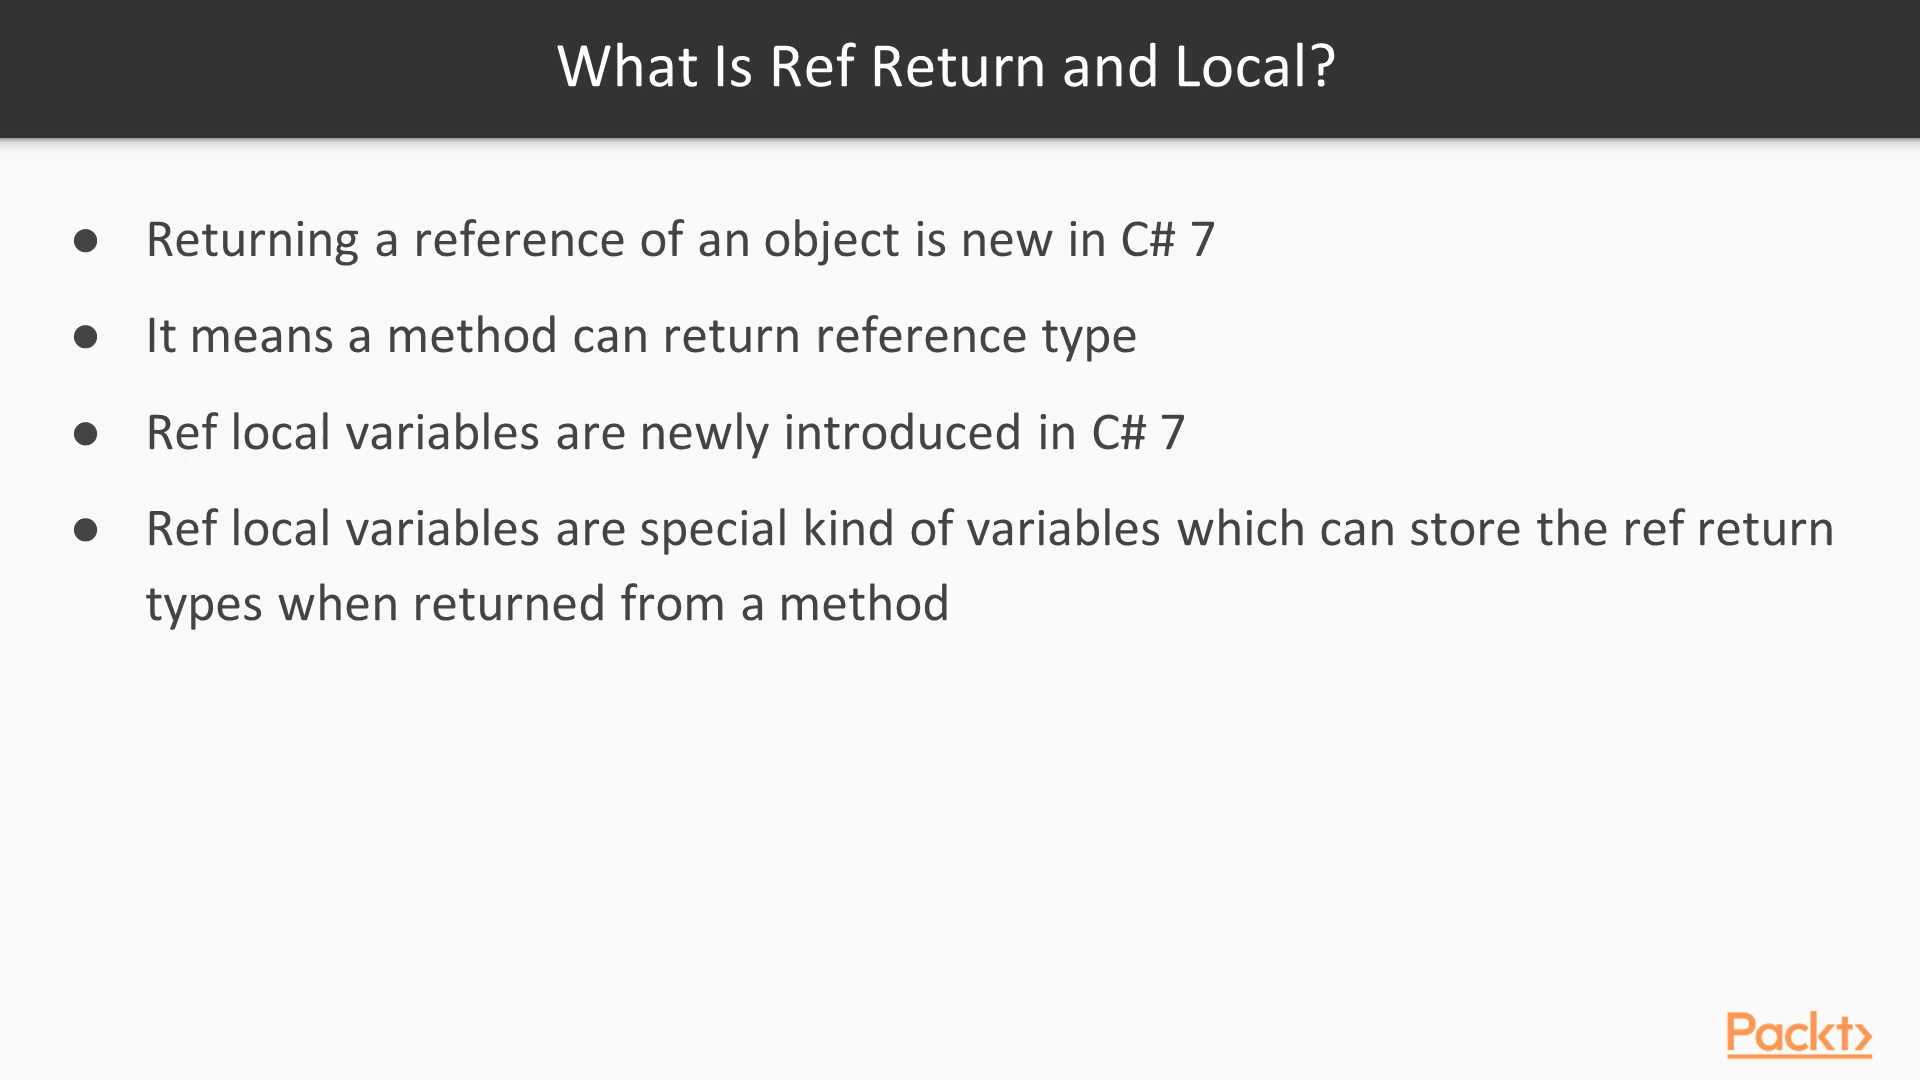 What Is Ref Return and Local?
● Returning a reference of an object is new in C# 7
● It means a method can return reference type
● Ref local variables are newly introduced in C# 7
● Ref local variables are special kind of variables which can store the ref return
types when returned from a method
Packt>